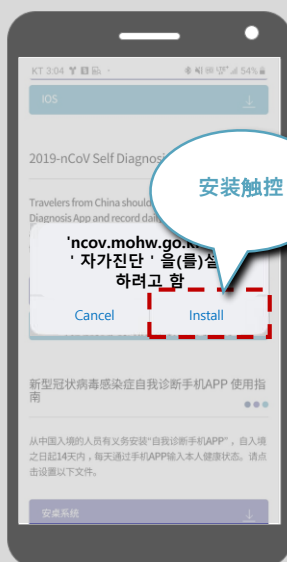 KT 3:04
54%
IOS
2019-nCoV Self Diagnosi
Travelers from China should
Diagnosis App and record dail
安装触控
'ncov.mohw.go.k
' 자가진단 ' 을(를)설
하려고 함
Cancel
Install
新型冠状病毒感染症自我诊断手机APP 使用指
南
从中国入境的人员有义务安装“自我诊断手机APP”，自入境
之日起14天内，每天通过手机APP输入本人健康状态。请点
击设置以下文件。
安卓系统